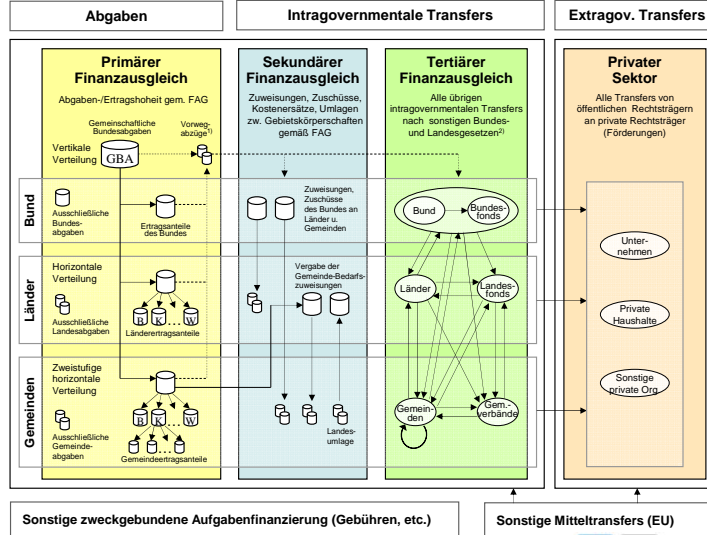 Abgaben
Intragovernmentale Transfers
Extragov. Transfers
Primärer
Finanzausgleich
Abgaben-/Ertragshoheit gem. FAG
Sekundärer
Finanzausgleich
Zuweisungen, Zuschüsse,
Kostenersätze, Umlagen
zw. Gebietskörperschaften
gemäß FAG
Tertiärer
Finanzausgleich
Alle übrigen
intragovernmentalen Transfers
nach sonstigen Bundes-
und Landesgesetzen²⁾
Privater
Sektor
Alle Transfers von
öffentlichen Rechtsträgern
an private Rechtsträger
(Förderungen)
Gemeinschaftliche
Bundesabgaben
Vorweg-
abzüge¹⁾
Vertikale
Verteilung
GBA
Bund
Ausschließliche
Bundes-
abgaben
Ertragsanteile
des Bundes
Zuweisungen,
Zuschüsse
des Bundes an
Länder u.
Gemeinden
Bund
Bundes-
fonds
Länder
Horizontale
Verteilung
Ausschließliche
Landesabgaben
B K ... W
Länderertragsanteile
Vergabe der
Gemeinde-Bedarfs-
zuweisungen
Länder
Landes-
fonds
Gemeinden
Zweistufige
horizontale
Verteilung
Ausschließliche
Gemeinde-
abgaben
B K ... W
Gemeindeertragsanteile
Landes-
umlage
Gemein-
den
Gem.-
verbände
Unter-
nehmen
Private
Haushalte
Sonstige
private Org.
Sonstige zweckgebundene Aufgabenfinanzierung (Gebühren, etc.)
Sonstige Mitteltransfers (EU)